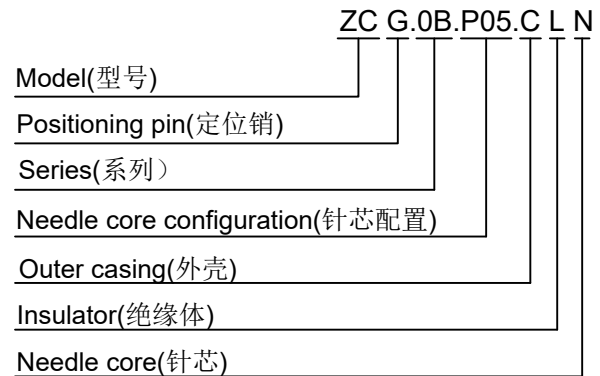 ZC G.0B.P05.C L N
Model(型号)
Positioning pin(定位销)
Series(系列）
Needle core configuration(针芯配置)
Outer casing(外壳)
Insulator(绝缘体)
Needle core(针芯)